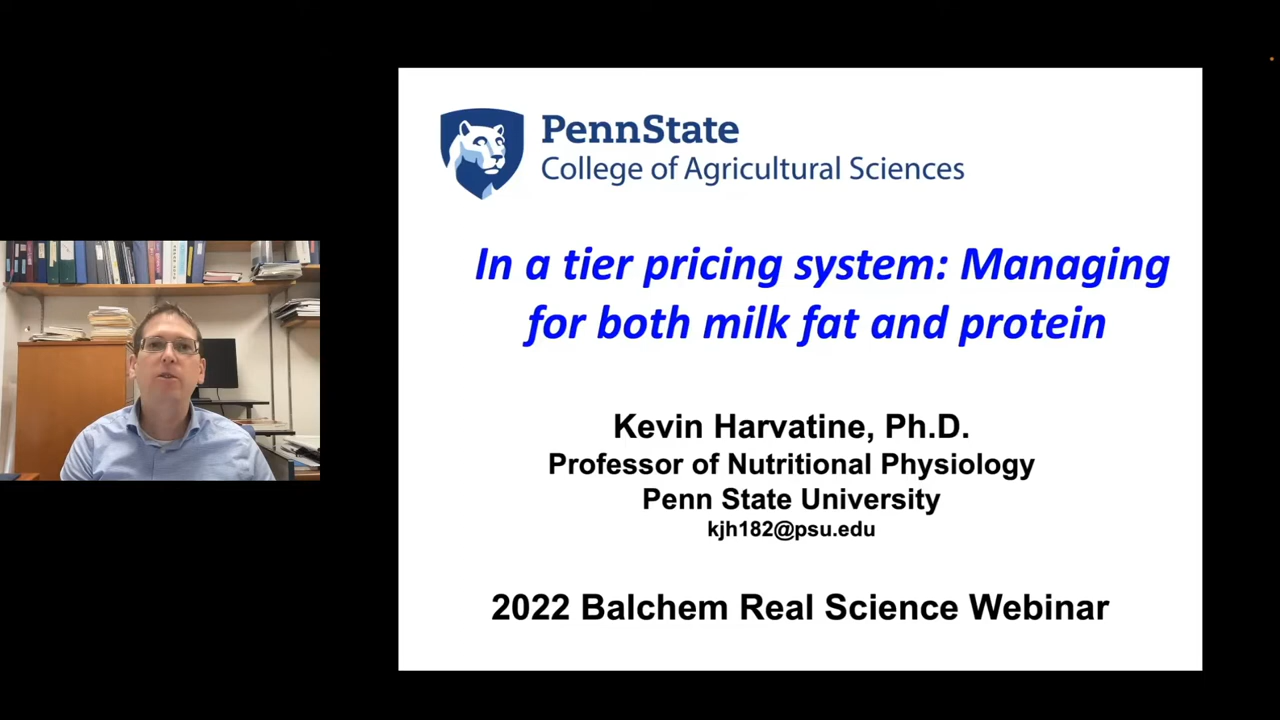 PennState
College of Agricultural Sciences
In a tier pricing system: Managing
for both milk fat and protein
Kevin Harvatine, Ph.D.
Professor of Nutritional Physiology
Penn State University
kjh182@psu.edu
2022 Balchem Real Science Webinar